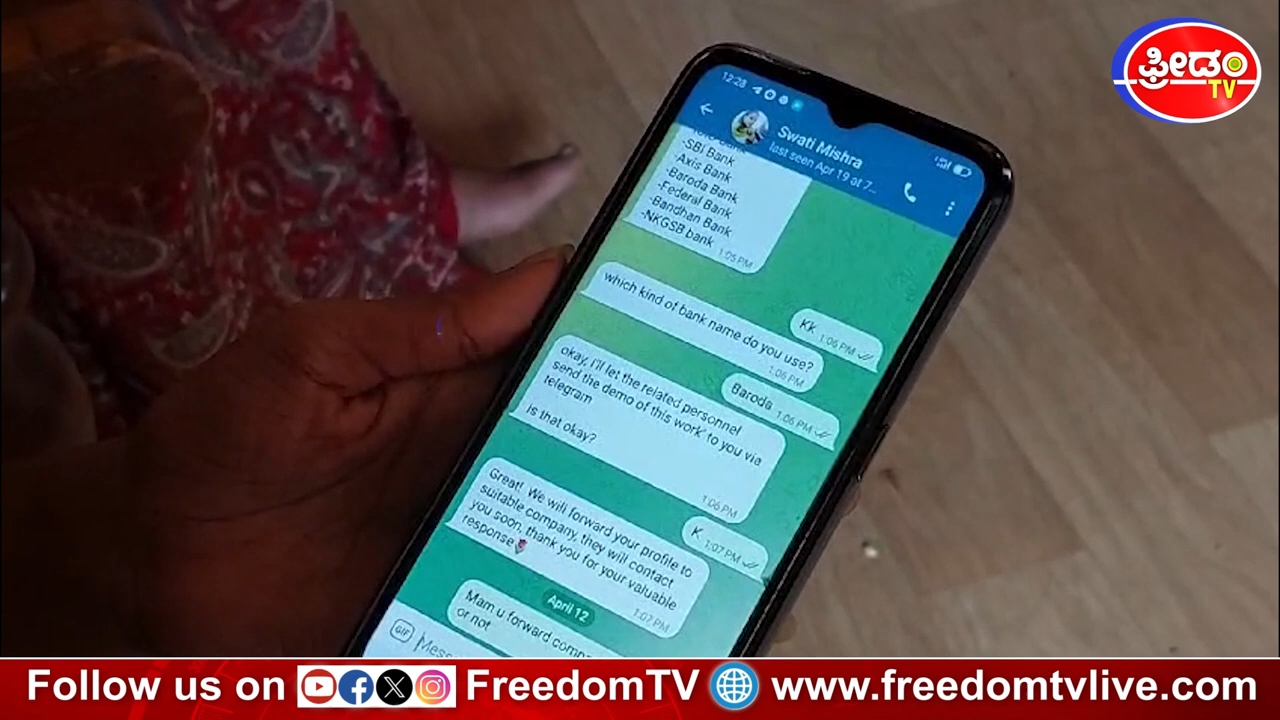 ಫ್ರೀಡಂ
TV
12:28
Swati Mishra
last seen Apr 19 at 7...
-SBI Bank
-Axis Bank
-Baroda Bank
-Federal Bank
-Bandhan Bank
-NKGSB bank
1:05 PM
KK 1:06 PM
which kind of bank name do you use?
1:06 PM
Baroda 1:06 PM
okay, I'll let the related personnel
send the demo of this work' to you via
telegram
Is that okay?
1:06 PM
K 1:07 PM
Great! We will forward your profile to
suitable company, they will contact
you soon, thank you for your valuable
response
1:07 PM
April 12
Mam u forward
or not
GIF
Follow us on FreedomTV www.freedomtvlive.com